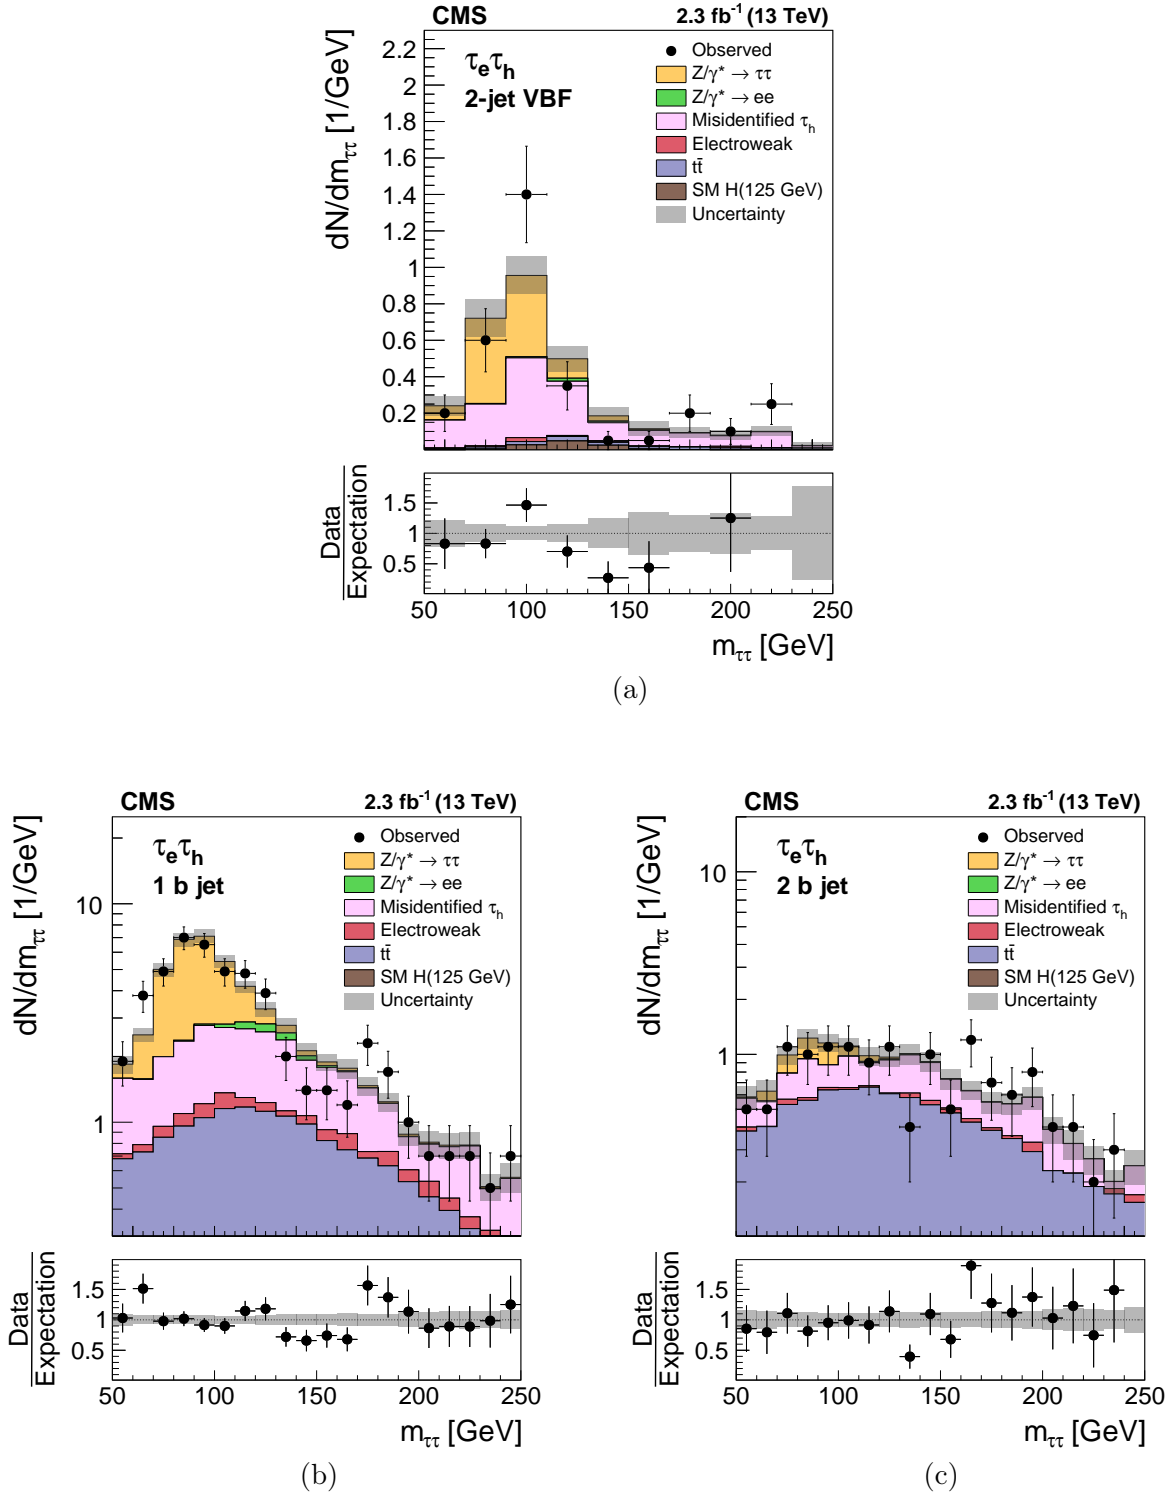 CMS 2.3 fb⁻¹ (13 TeV)
τₑτₕ
2-jet VBF
Observed
Z/γ* → ττ
Z/γ* → ee
Misidentified τₕ
Electroweak
tt̄
SM H(125 GeV)
Uncertainty
dN/dm_ττ [1/GeV]
2.2
2
1.8
1.6
1.4
1.2
1
0.8
0.6
0.4
0.2
Data
Expectation
1.5
1
0.5
50 100 150 200 250
m_ττ [GeV]
(a)
CMS 2.3 fb⁻¹ (13 TeV)
τₑτₕ
1 b jet
Observed
Z/γ* → ττ
Z/γ* → ee
Misidentified τₕ
Electroweak
tt̄
SM H(125 GeV)
Uncertainty
dN/dm_ττ [1/GeV]
10
1
Data
Expectation
1.5
1
0.5
50 100 150 200 250
m_ττ [GeV]
(b)
CMS 2.3 fb⁻¹ (13 TeV)
τₑτₕ
2 b jet
Observed
Z/γ* → ττ
Z/γ* → ee
Misidentified τₕ
Electroweak
tt̄
SM H(125 GeV)
Uncertainty
dN/dm_ττ [1/GeV]
10
1
Data
Expectation
1.5
1
0.5
50 100 150 200 250
m_ττ [GeV]
(c)